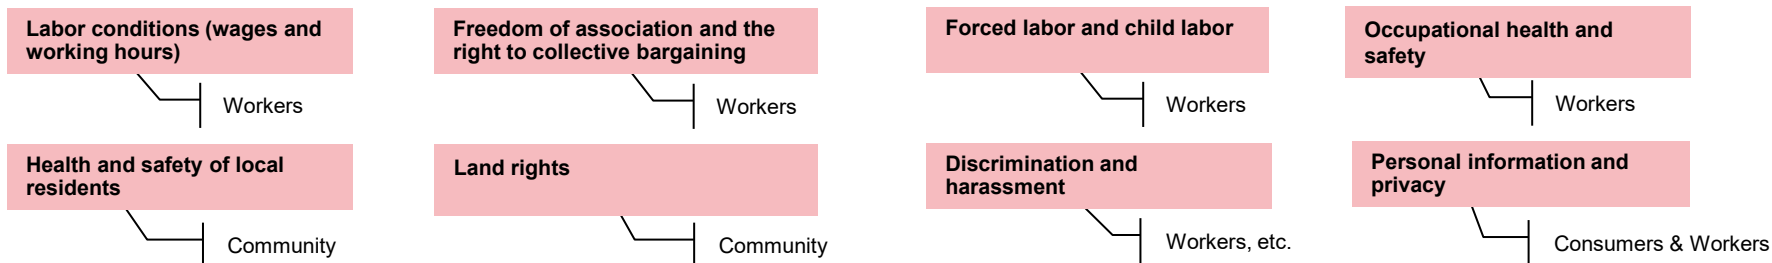 Labor conditions (wages and
working hours)
Workers
Freedom of association and the
right to collective bargaining
Workers
Forced labor and child labor
Workers
Occupational health and
safety
Workers
Health and safety of local
residents
Community
Land rights
Community
Discrimination and
harassment
Workers, etc.
Personal information and
privacy
Consumers & Workers